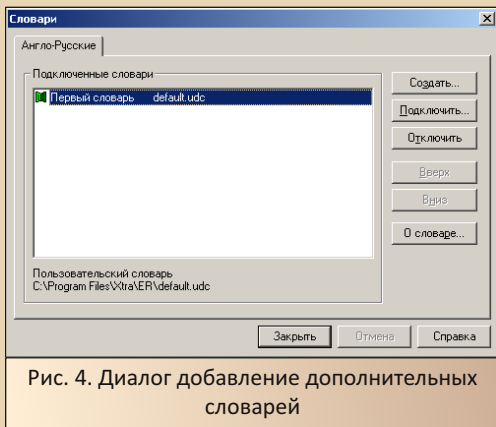 Словари
Англо-Русские
Подключенные словари
Первый словарь default.udc
Создать...
Подключить...
Отключить
Вверх
Вниз
О словаре...
Пользовательский словарь
C:\Program Files\Xtra\ER\default.udc
Закрыть Отмена Справка
Рис. 4. Диалог добавление дополнительных
словарей